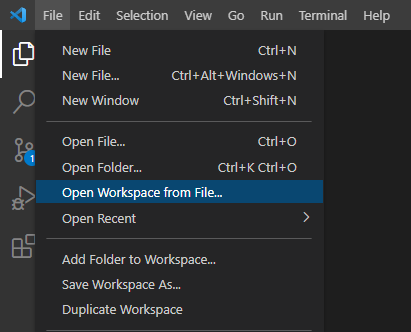 File Edit Selection View Go Run Terminal Help
New File Ctrl+N
New File... Ctrl+Alt+Windows+N
New Window Ctrl+Shift+N
Open File... Ctrl+O
Open Folder... Ctrl+K Ctrl+O
Open Workspace from File...
Open Recent
Add Folder to Workspace...
Save Workspace As...
Duplicate Workspace
1